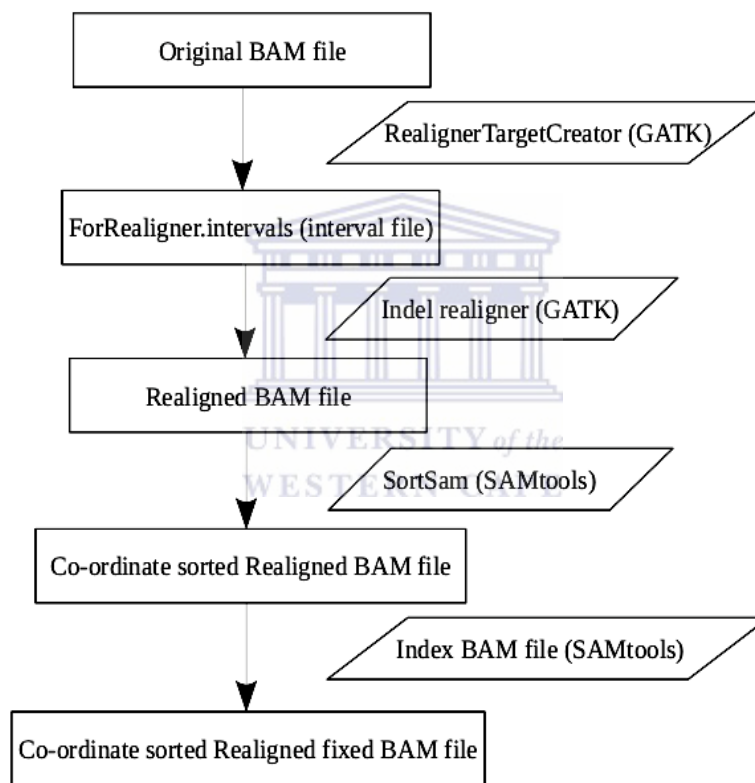 Original BAM file
RealignerTargetCreator (GATK)
ForRealigner.intervals (interval file)
Indel realigner (GATK)
Realigned BAM file
UNIVERSITY of the
SortSam (SAMtools)
WESTERN CAPE
Co-ordinate sorted Realigned BAM file
Index BAM file (SAMtools)
Co-ordinate sorted Realigned fixed BAM file